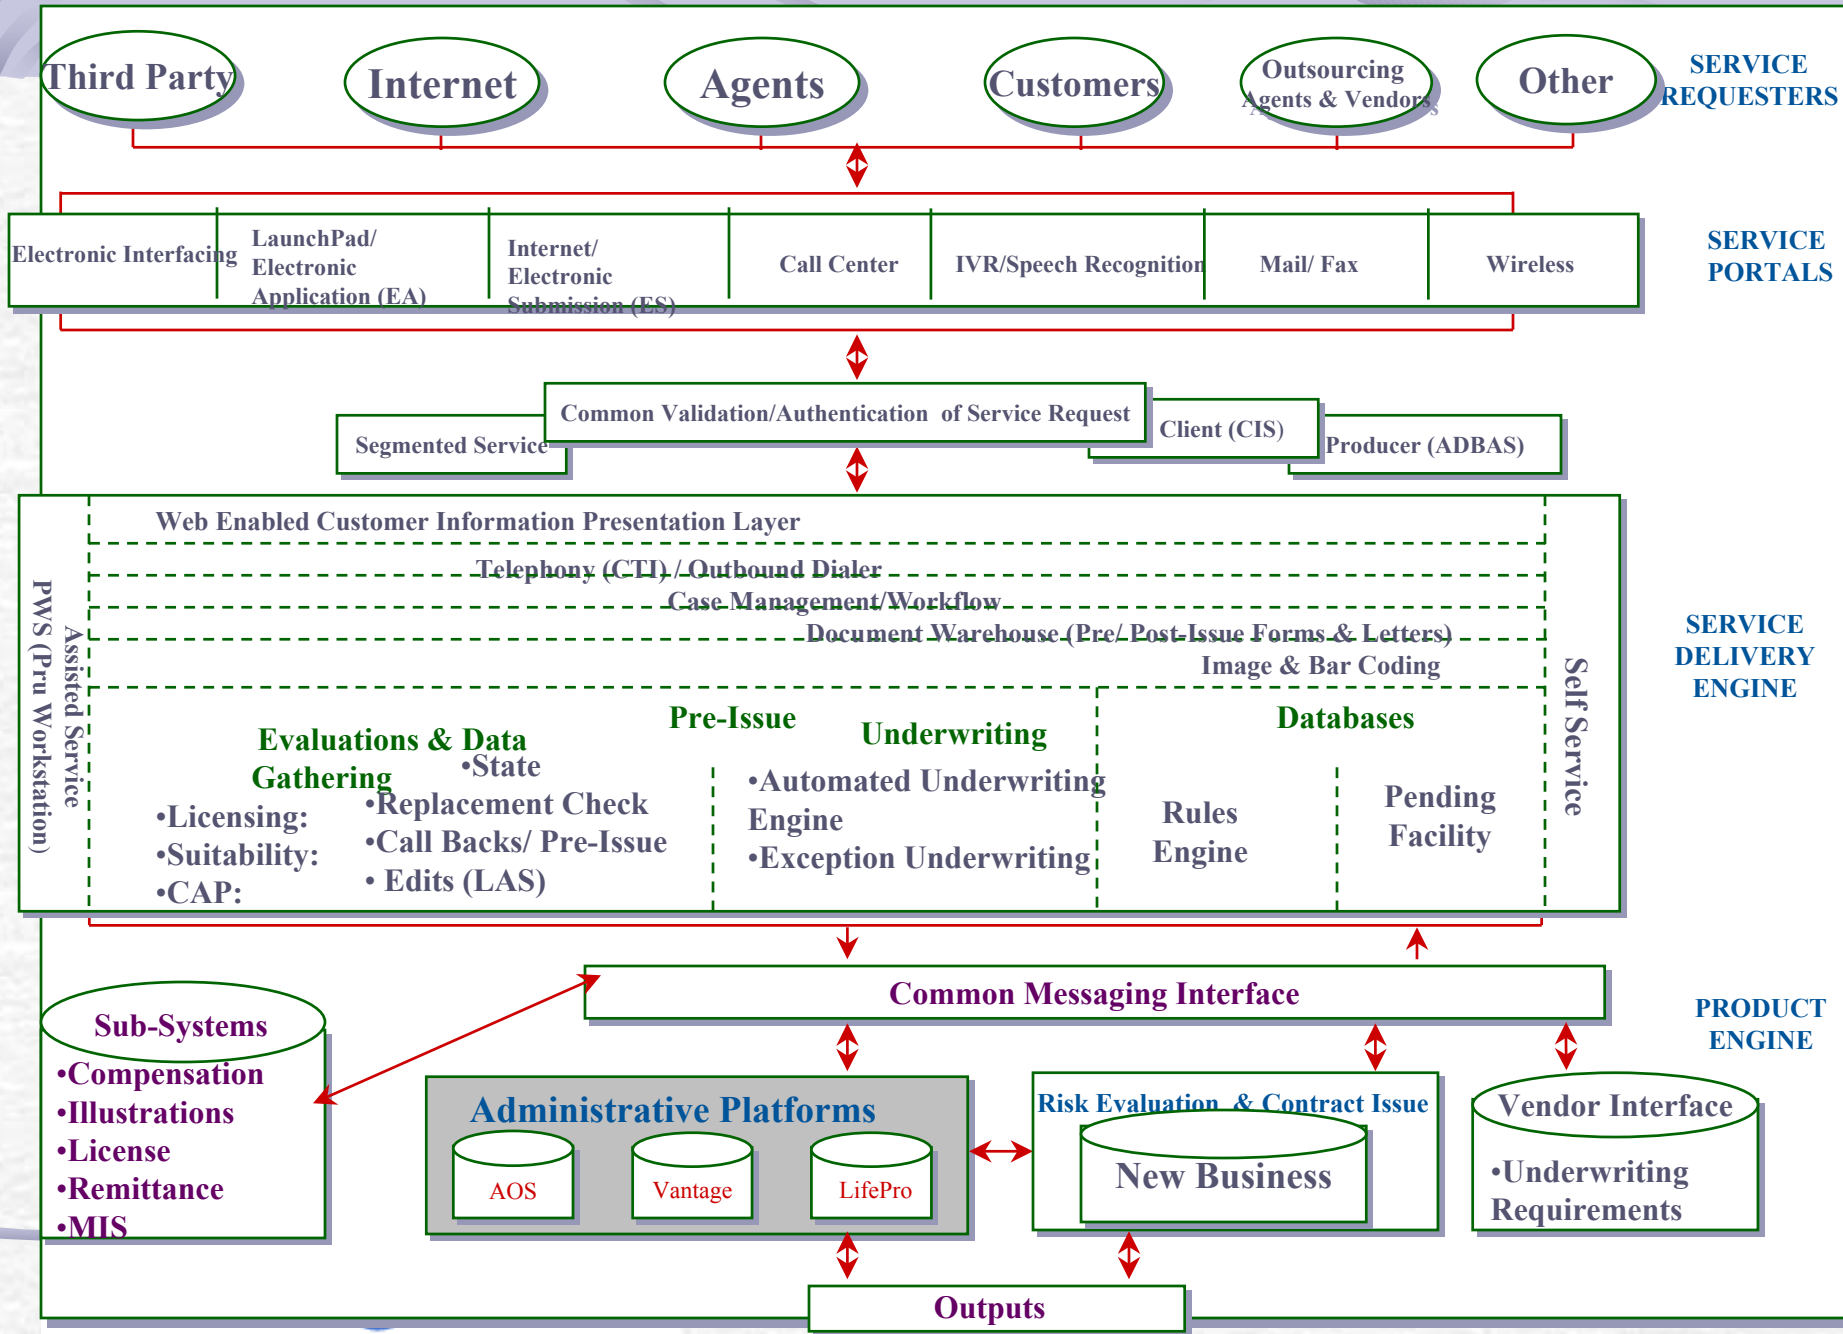 Third Party
Internet
Agents
Customers
Outsourcing
Agents & Vendors
Other
SERVICE
REQUESTERS
Electronic Interfacing
LaunchPad/
Electronic
Application (EA)
Internet/
Electronic
Submission (ES)
Call Center
IVR/Speech Recognition
Mail/ Fax
Wireless
SERVICE
PORTALS
Segmented Service
Common Validation/Authentication of Service Request
Client (CIS)
Producer (ADBAS)
PWS (Pru Workstation)
Assisted Service
Web Enabled Customer Information Presentation Layer
Telephony (CTI) / Outbound Dialer
Case Management/Workflow
Document Warehouse (Pre/ Post-Issue Forms & Letters)
Image & Bar Coding
Self Service
SERVICE
DELIVERY
ENGINE
Pre-Issue
Evaluations & Data
Gathering
•Licensing:
•Suitability:
•CAP:
•State
•Replacement Check
•Call Backs/ Pre-Issue
• Edits (LAS)
Underwriting
•Automated Underwriting
Engine
•Exception Underwriting
Databases
Rules
Engine
Pending
Facility
Common Messaging Interface
PRODUCT
ENGINE
Sub-Systems
•Compensation
•Illustrations
•License
•Remittance
•MIS
Administrative Platforms
AOS
Vantage
LifePro
Risk Evaluation & Contract Issue
New Business
Vendor Interface
•Underwriting
Requirements
Outputs